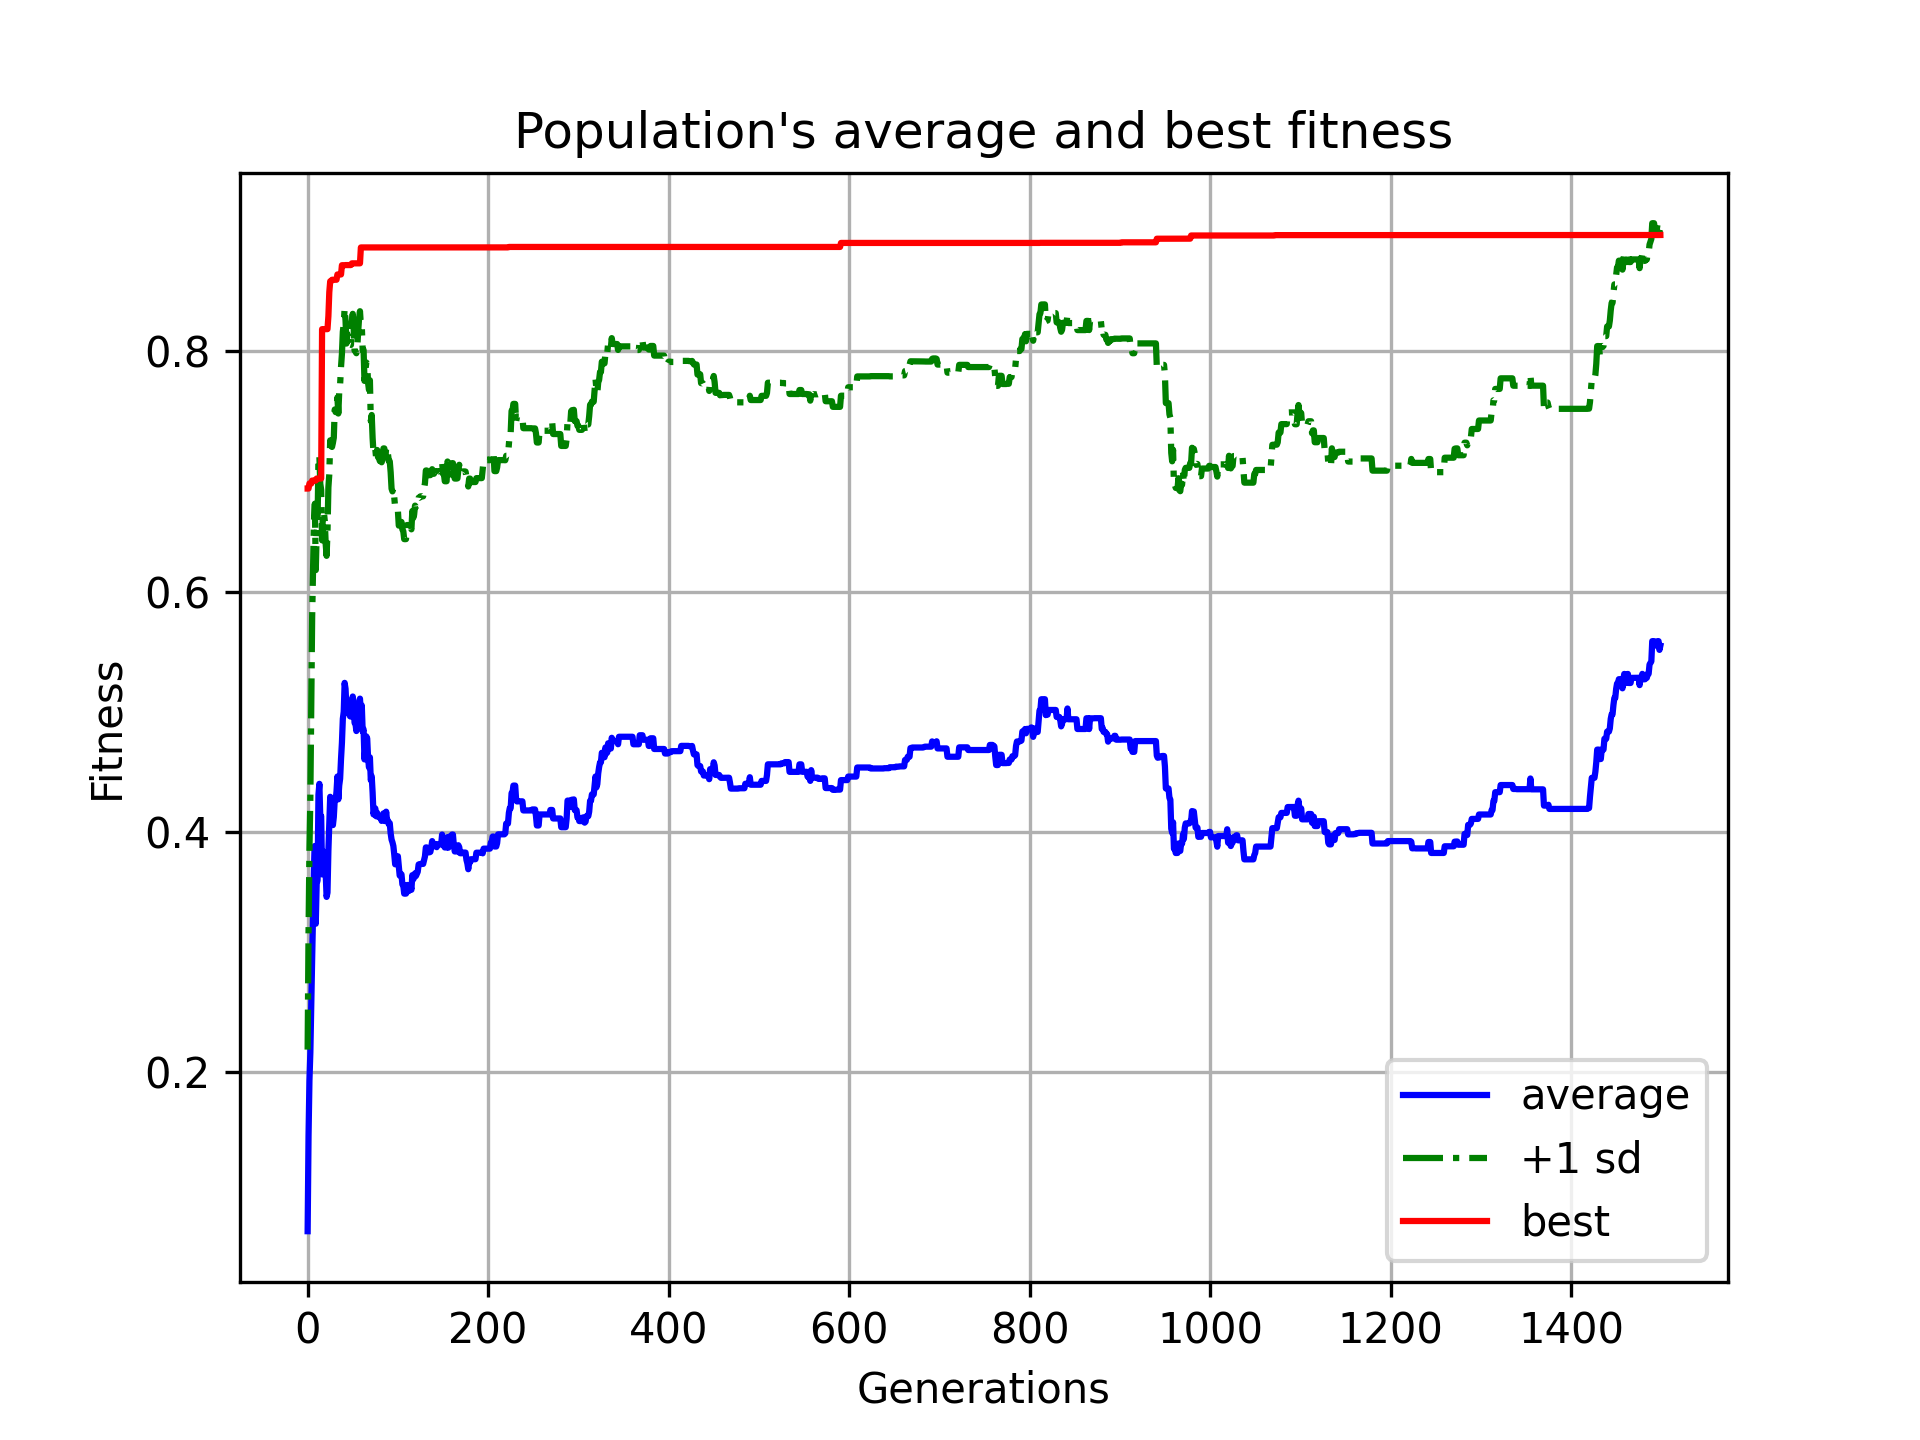 Population's average and best fitness
Fitness
0.8
0.6
0.4
0.2
average
+1 sd
best
0 200 400 600 800 1000 1200 1400
Generations